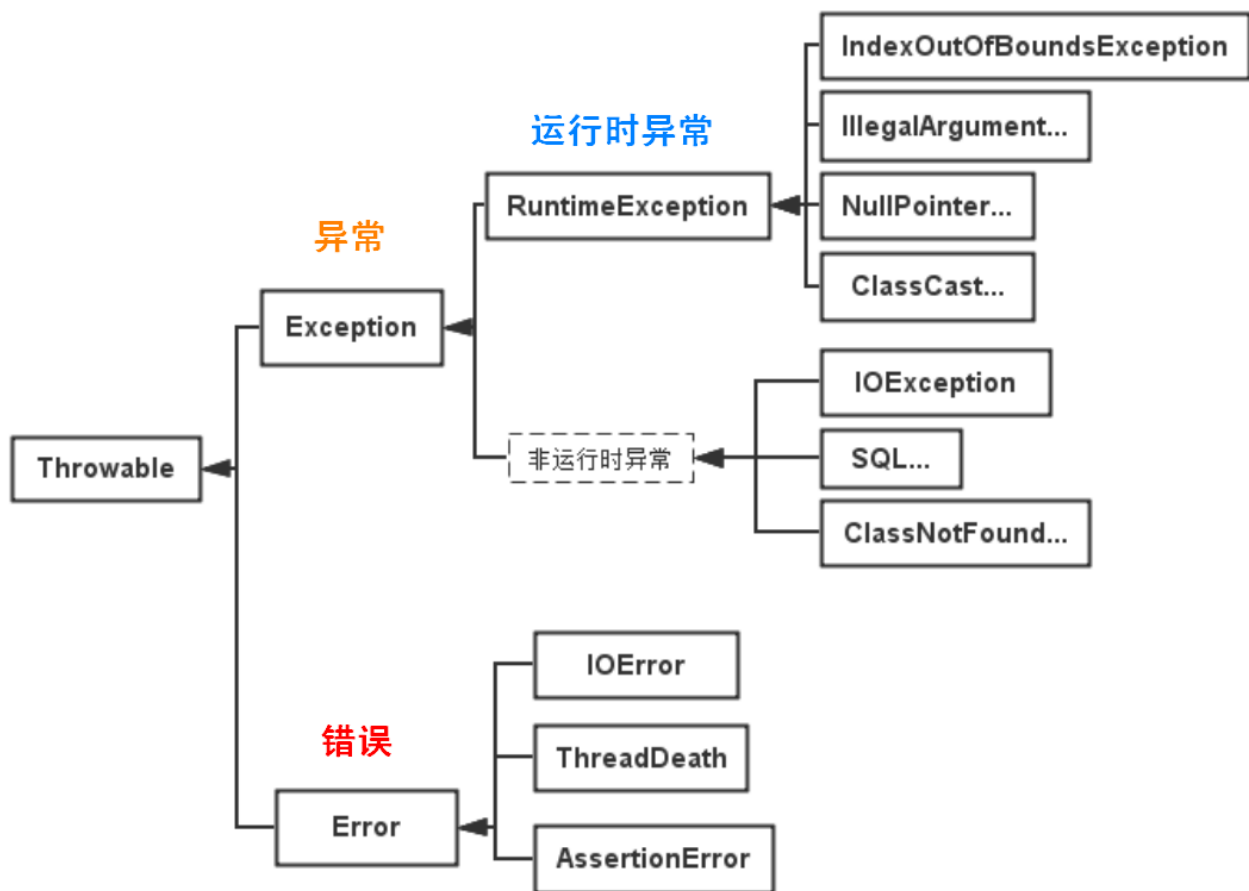 IndexOutOfBoundsException
运行时异常
IllegalArgument...
RuntimeException
NullPointer...
异常
ClassCast...
Exception
IOException
Throwable
非运行时异常
SQL...
ClassNotFound...
IOError
错误
ThreadDeath
Error
AssertionError